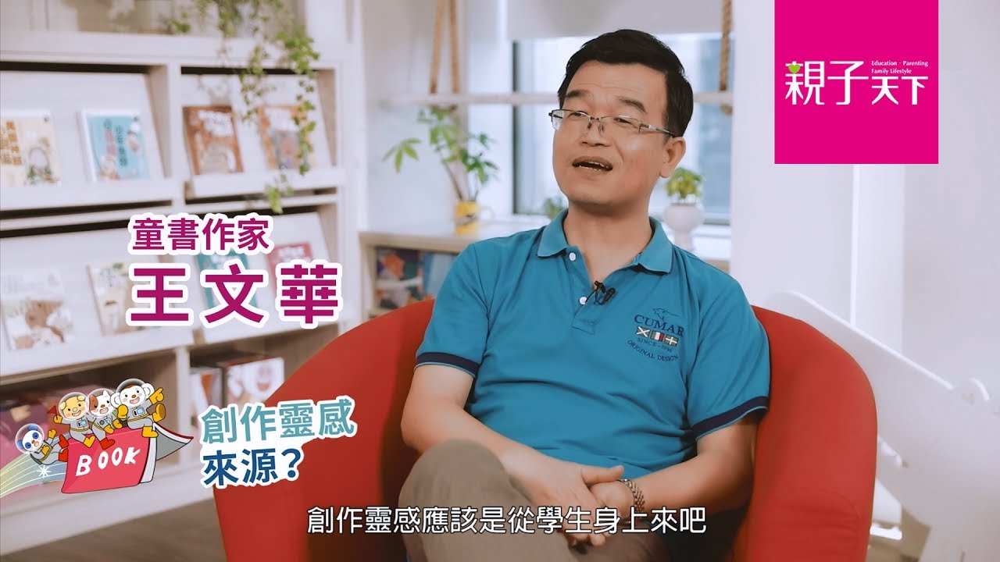 Education · Parenting
Family Lifestyle
親子天下
童書作家
王文華
CUMAR
SINCE-1990
ORIGINAL DESIGN
BOOK
創作靈感
來源？
創作靈感應該是從學生身上來吧